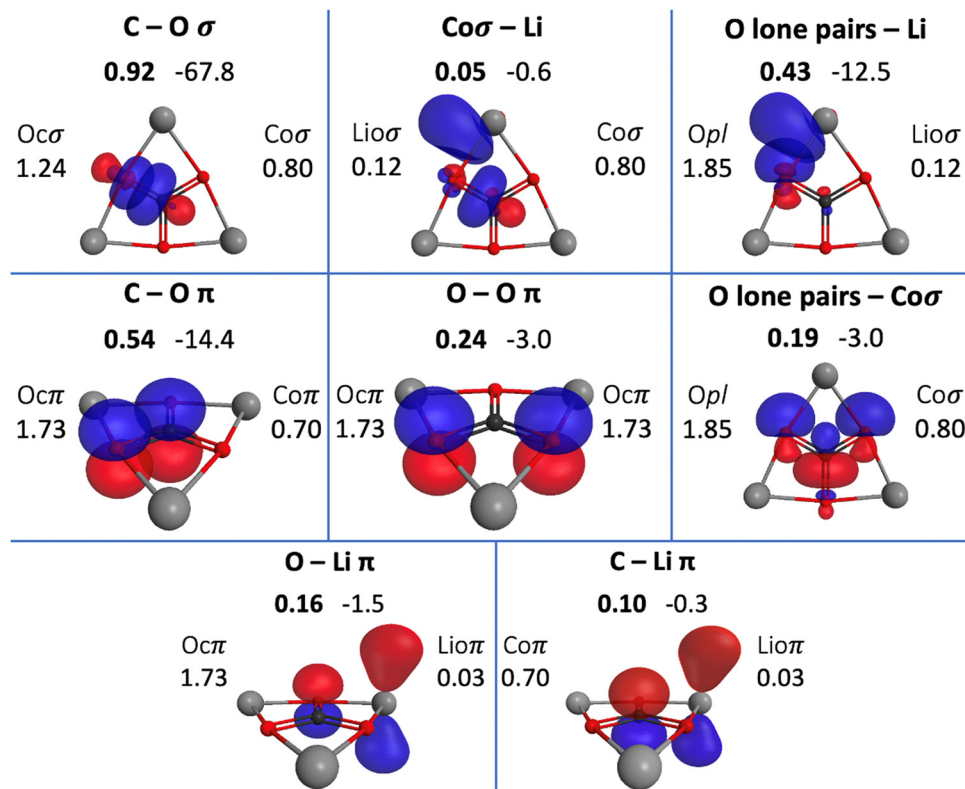 C – O σ
0.92 -67.8
Ocσ
1.24
Coσ
0.80
Coσ – Li
0.05 -0.6
Lioσ
0.12
Coσ
0.80
O lone pairs – Li
0.43 -12.5
Opl
1.85
Lioσ
0.12
C – O π
0.54 -14.4
Ocπ
1.73
Coπ
0.70
O – O π
0.24 -3.0
Ocπ
1.73
Ocπ
1.73
O lone pairs – Coσ
0.19 -3.0
Opl
1.85
Coσ
0.80
O – Li π
0.16 -1.5
Ocπ
1.73
Lioπ
0.03
C – Li π
0.10 -0.3
Coπ
0.70
Lioπ
0.03